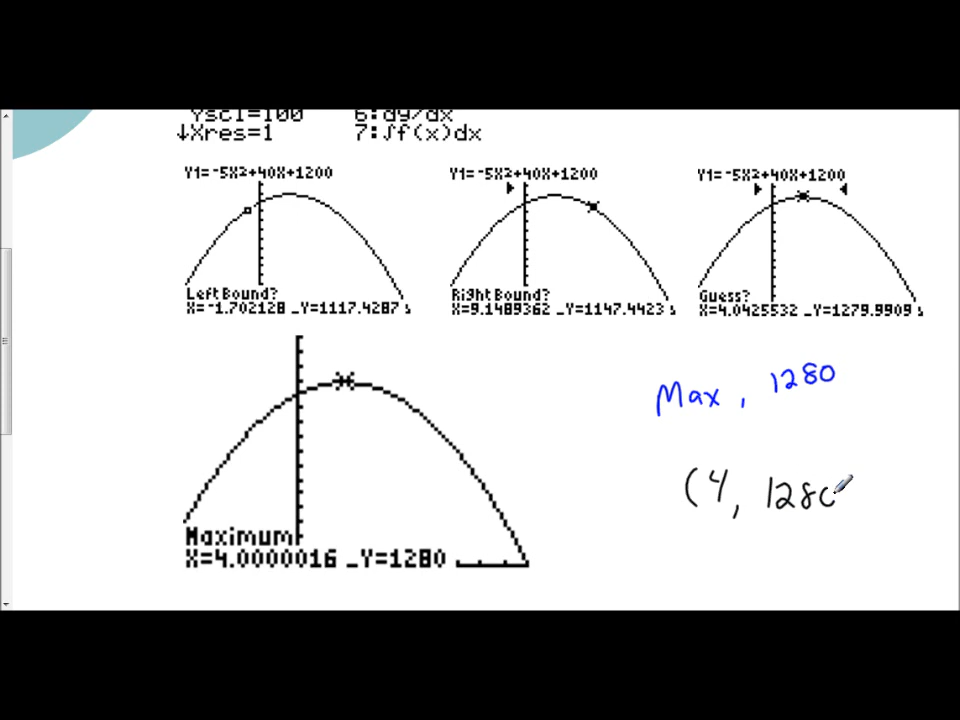 Yscl=100 6:dy/dx
↓Xres=1 7:∫f(x)dx
Y1=-5X²+40X+1200 Y1=-5X²+40X+1200 Y1=-5X²+40X+1200
Left Bound? Right Bound? Guess?
X=-1.702128 Y=1117.4287 X=9.1489362 Y=1147.4423 X=4.0425532 Y=1279.9909
Max, 1280
(4, 1280
Maximum
X=4.0000016 Y=1280